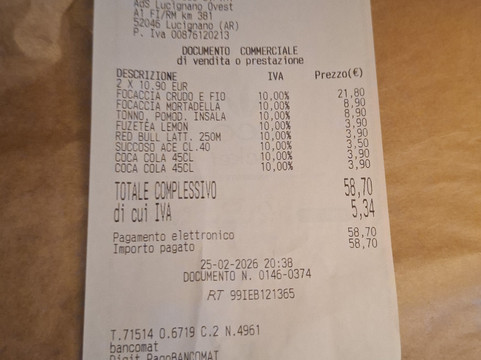 ABS Lucignano Ovest
A1 FI/RM km 381
52046 Lucignano (AR)
P. Iva 00876120213
DOCUMENTO COMMERCIALE
di vendita o prestazione
DESCRIZIONE IVA Prezzo(€)
2 X 10.90 EUR
FOCACCIA CRUDO E FIO 10,00% 21,80
FOCACCIA MORTADELLA 10,00% 8,90
TONNO, POMOD. INSALA 10,00% 8,90
FUZETEA LEMON 10,00% 3,90
RED BULL LATT. 250M 10,00% 3,90
SUCCOSO ACE CL.40 10,00% 3,50
COCA COLA 45CL 10,00% 3,90
COCA COLA 45CL 10,00% 3,90
TOTALE COMPLESSIVO 58,70
di cui IVA 5,34
Pagamento elettronico 58,70
Importo pagato 58,70
25-02-2026 20:38
DOCUMENTO N. 0146-0374
RT 99IEB121365
T.71514 O.6719 C.2 N.4961
bancomat
Digit PagoBANCOMAT